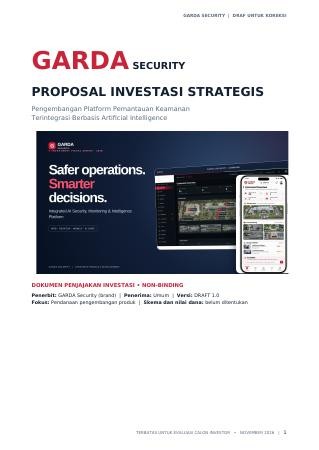 GARDA SECURITY | DRAF UNTUK KOREKSI
GARDA SECURITY
PROPOSAL INVESTASI STRATEGIS
Pengembangan Platform Pemantauan Keamanan
Terintegrasi Berbasis Artificial Intelligence
GARDA
Safer operations.
Smarter
decisions.
Integrated AI Security, Monitoring & Intelligence
Platform
DOKUMEN PENJAJAKAN INVESTASI • NON-BINDING
Penerbit: GARDA Security (brand) | Penerima: Umum | Versi: DRAFT 1.0
Fokus: Pendanaan pengembangan produk | Skema dan nilai dana: belum ditentukan
TERBATAS UNTUK EVALUASI CALON INVESTOR • NOVEMBER 2026 | 1